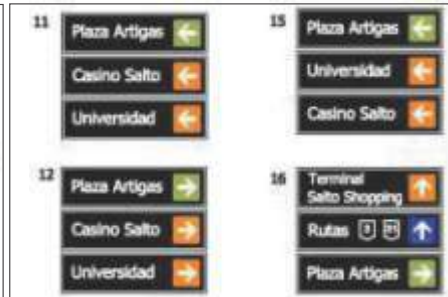 11
Plaza Artigas
Casino Salto
Universidad
15
Plaza Artigas
Universidad
Casino Salto
12
Plaza Artigas
Casino Salto
Universidad
16
Terminal
Salto Shopping
Rutas 3
Plaza Artigas